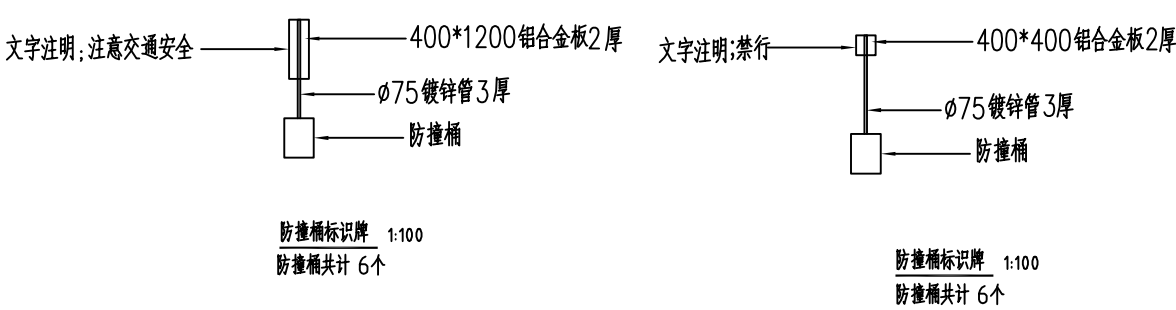 文字注明:注意交通安全
400*1200铝合金板2厚
ø75镀锌管3厚
防撞桶
防撞桶标识牌 1:100
防撞桶共计 6个
文字注明;禁行
400*400铝合金板2厚
ø75镀锌管3厚
防撞桶
防撞桶标识牌 1:100
防撞桶共计 6个